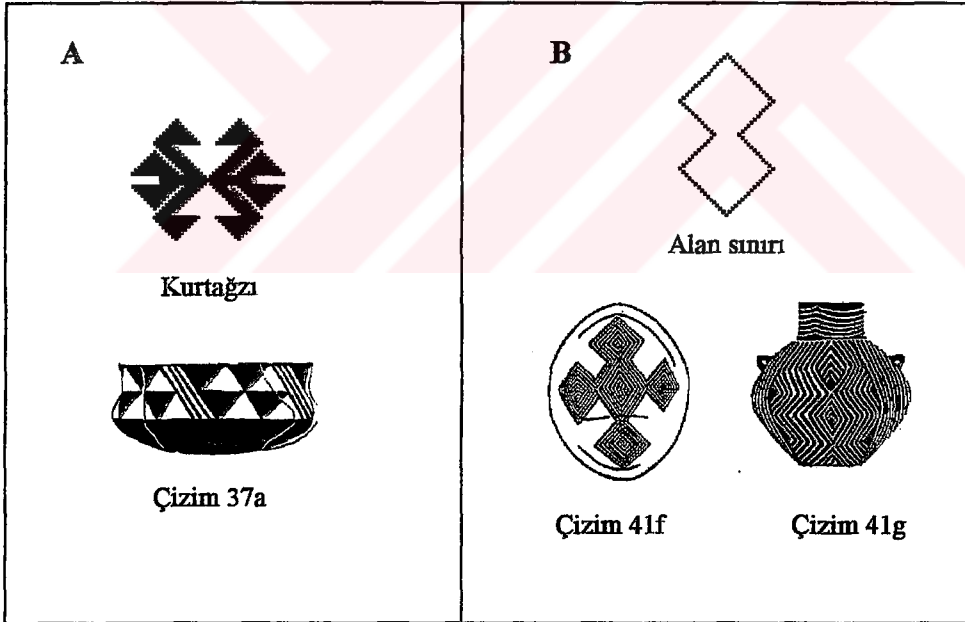 A
Kurtağzı
Çizim 37a
B
Alan sınırı
Çizim 41f
Çizim 41g